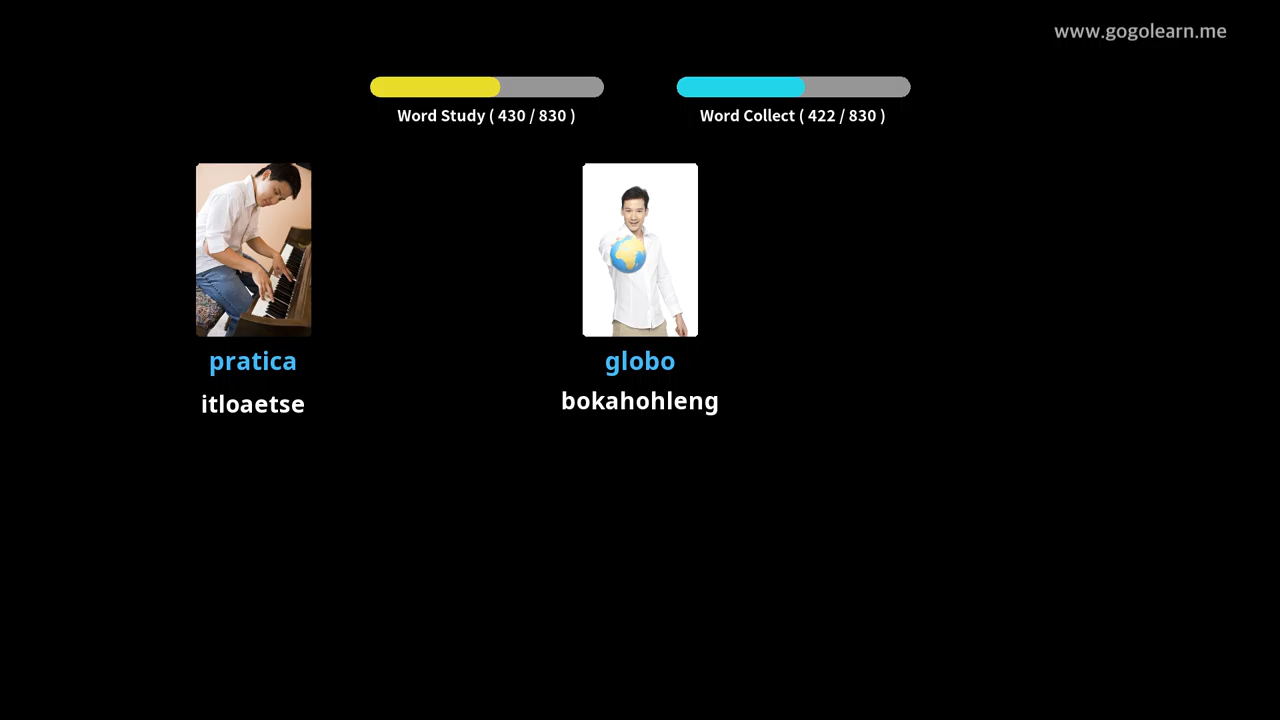 www.gogolearn.me
Word Study ( 430 / 830 )
Word Collect ( 422 / 830 )
pratica
itloaetse
globo
bokahohleng